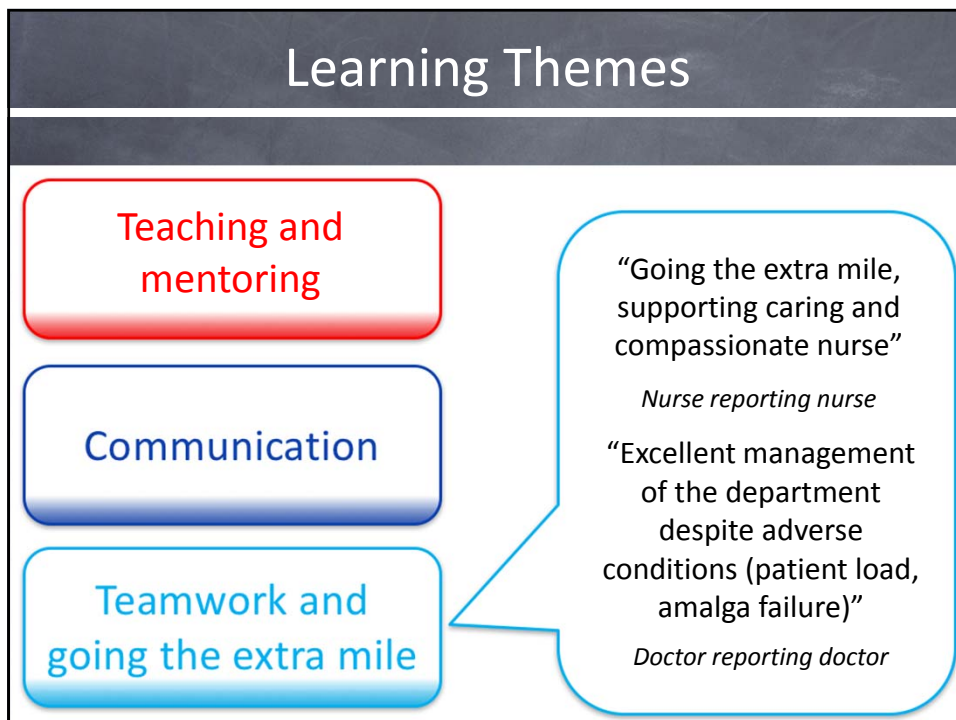 Learning Themes
Teaching and
mentoring
Communication
Teamwork and
going the extra mile
“Going the extra mile,
supporting caring and
compassionate nurse”
Nurse reporting nurse
“Excellent management
of the department
despite adverse
conditions (patient load,
amalga failure)”
Doctor reporting doctor